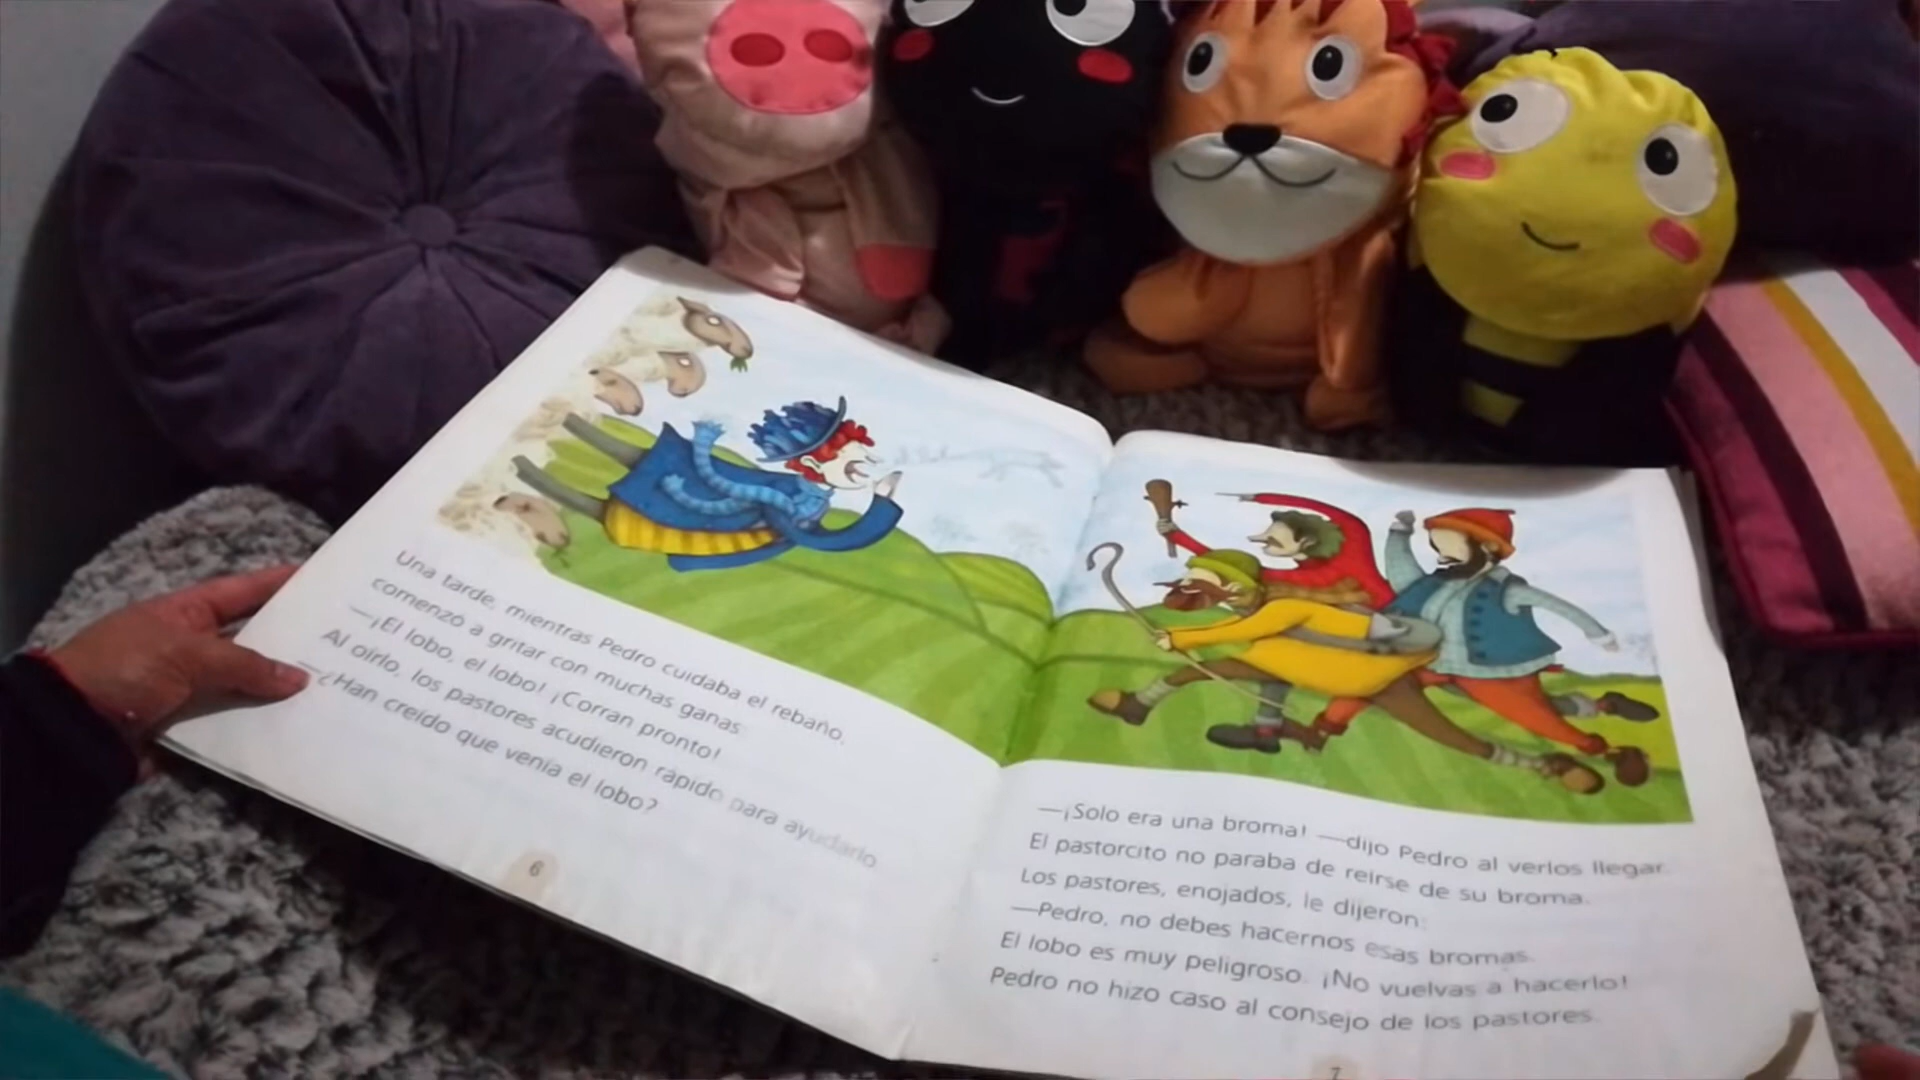 Una tarde, mientras Pedro cuidaba el rebaño,
comenzó a gritar con muchas ganas:
—¡El lobo, el lobo! ¡Corran pronto!
Al oírlo, los pastores acudieron rápido para ayudarlo.
—¿Han creído que venía el lobo?
6
—¡Solo era una broma! —dijo Pedro al verlos llegar.
El pastorcito no paraba de reírse de su broma.
Los pastores, enojados, le dijeron:
—Pedro, no debes hacernos esas bromas.
El lobo es muy peligroso. ¡No vuelvas a hacerlo!
Pedro no hizo caso al consejo de los pastores.
7